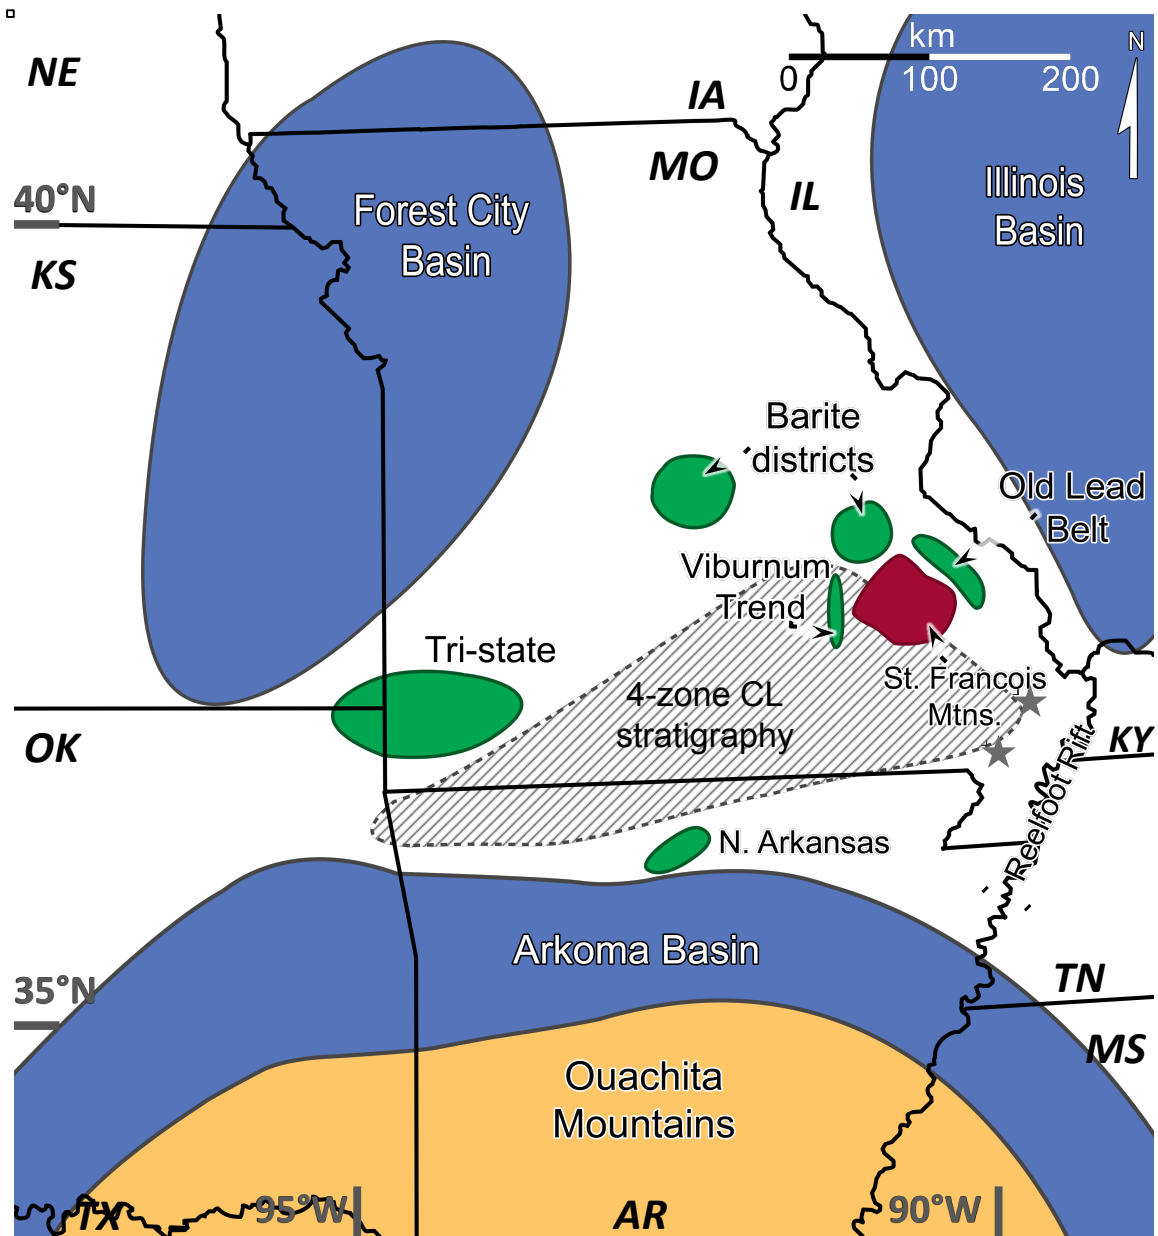 km
N
0
100
200
NE
IA
MO
IL
Illinois
Basin
40°N
Forest City
Basin
KS
Barite
districts
Old Lead
Belt
Viburnum
Trend
Tri-state
4-zone CL
stratigraphy
St. Francois
Mtns.
OK
KY
Reelfoot Rift
N. Arkansas
Arkoma Basin
35°N
TN
MS
Ouachita
Mountains
TX
95°W
AR
90°W